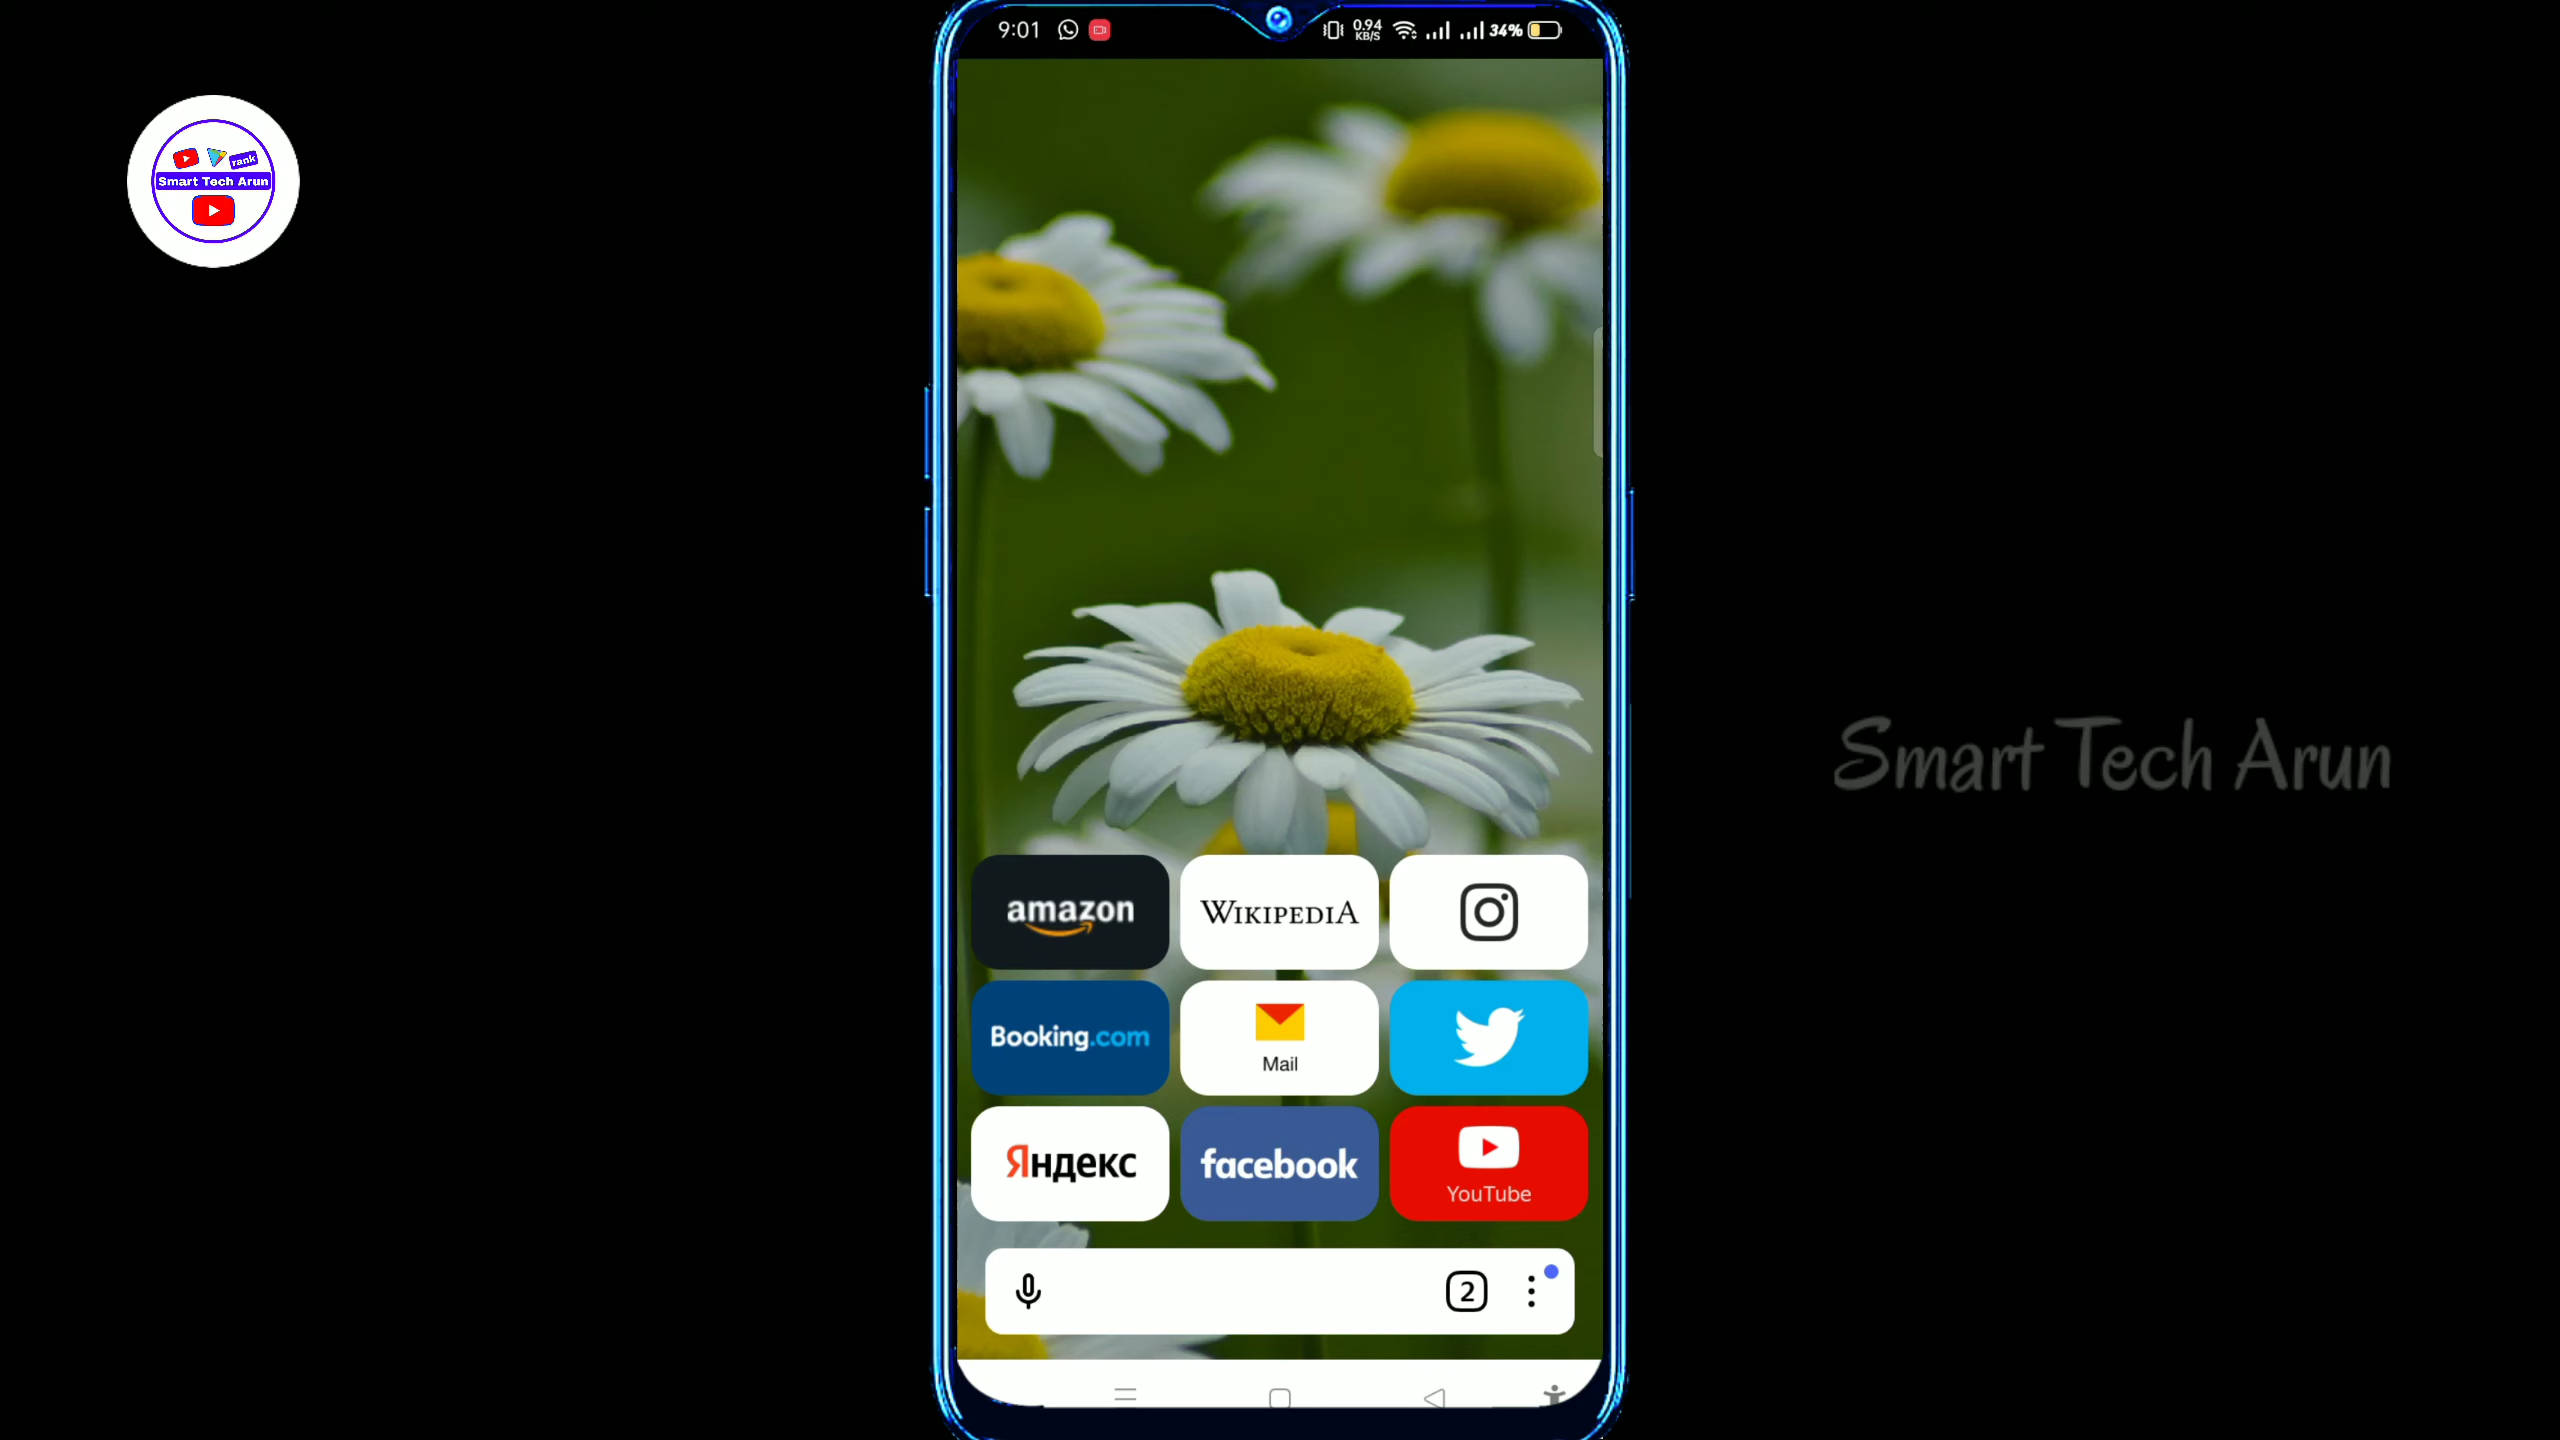 9:01
0.94
KB/S
34%
rank
Smart Tech Arun
amazon
WIKIPEDIA
Booking.com
Mail
Яндекс
facebook
YouTube
2
Smart Tech Arun